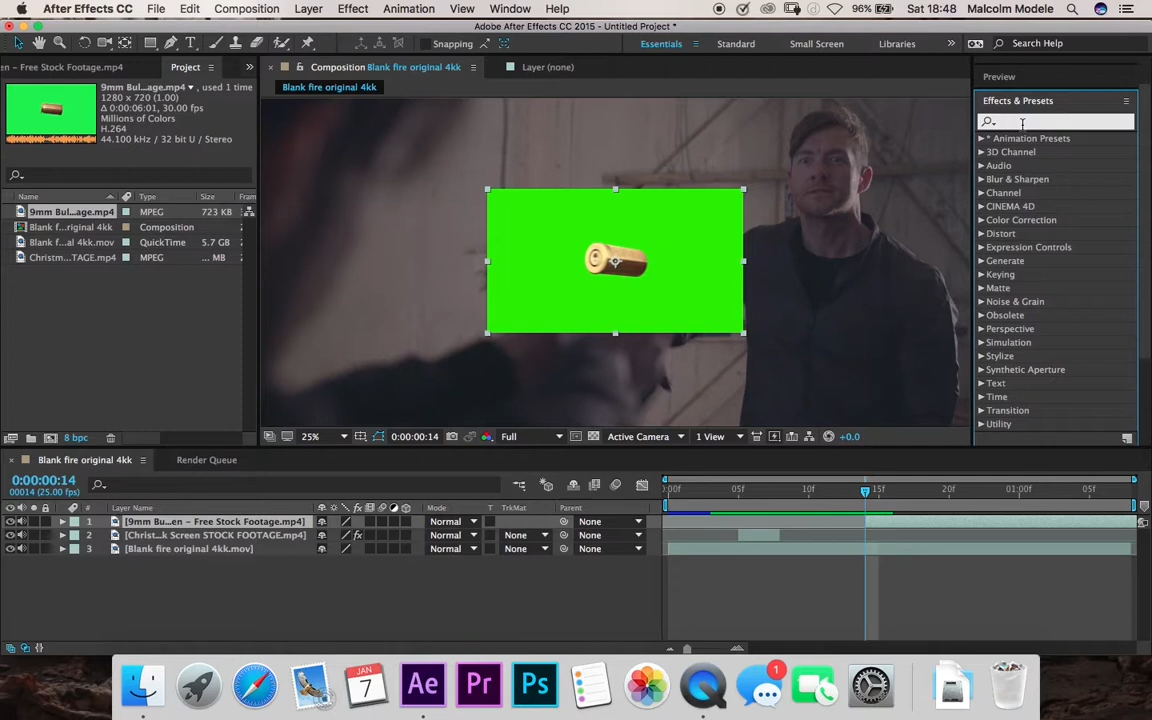 After Effects CC File Edit Composition Layer Effect Animation View Window Help 96% Sat 18:48 Malcolm Modele
Adobe After Effects CC 2015 - Untitled Project *
Snapping Essentials Standard Small Screen Libraries Search Help
en – Free Stock Footage.mp4 Project Composition Blank fire original 4kk Layer (none) Preview
Blank fire original 4kk
Effects & Presets
9mm Bul...age.mp4 , used 1 time
1280 x 720 (1.00)
Δ 0:00:06:01, 30.00 fps
Millions of Colors
H.264
44.100 kHz / 32 bit U / Stereo
* Animation Presets
3D Channel
Audio
Blur & Sharpen
Channel
CINEMA 4D
Color Correction
Distort
Expression Controls
Generate
Keying
Matte
Noise & Grain
Obsolete
Perspective
Simulation
Stylize
Synthetic Aperture
Text
Time
Transition
Utility
Name Type Size Fram
9mm Bul...age.mp4 MPEG 723 KB
Blank f...riginal 4kk Composition
Blank f...al 4kk.mov QuickTime 5.7 GB
Christm...TAGE.mp4 MPEG ... MB
8 bpc
25% 0:00:00:14 Full Active Camera 1 View +0.0
Blank fire original 4kk Render Queue
0:00:00:14
00014 (25.00 fps)
:00f 05f 10f 15f 20f 01:00f 05f
# Layer Name Mode T TrkMat Parent
1 [9mm Bu...en – Free Stock Footage.mp4] Normal None
2 [Christ...k Screen STOCK FOOTAGE.mp4] fx Normal None None
3 [Blank fire original 4kk.mov] Normal None None
JAN
7
Ae Pr Ps 1